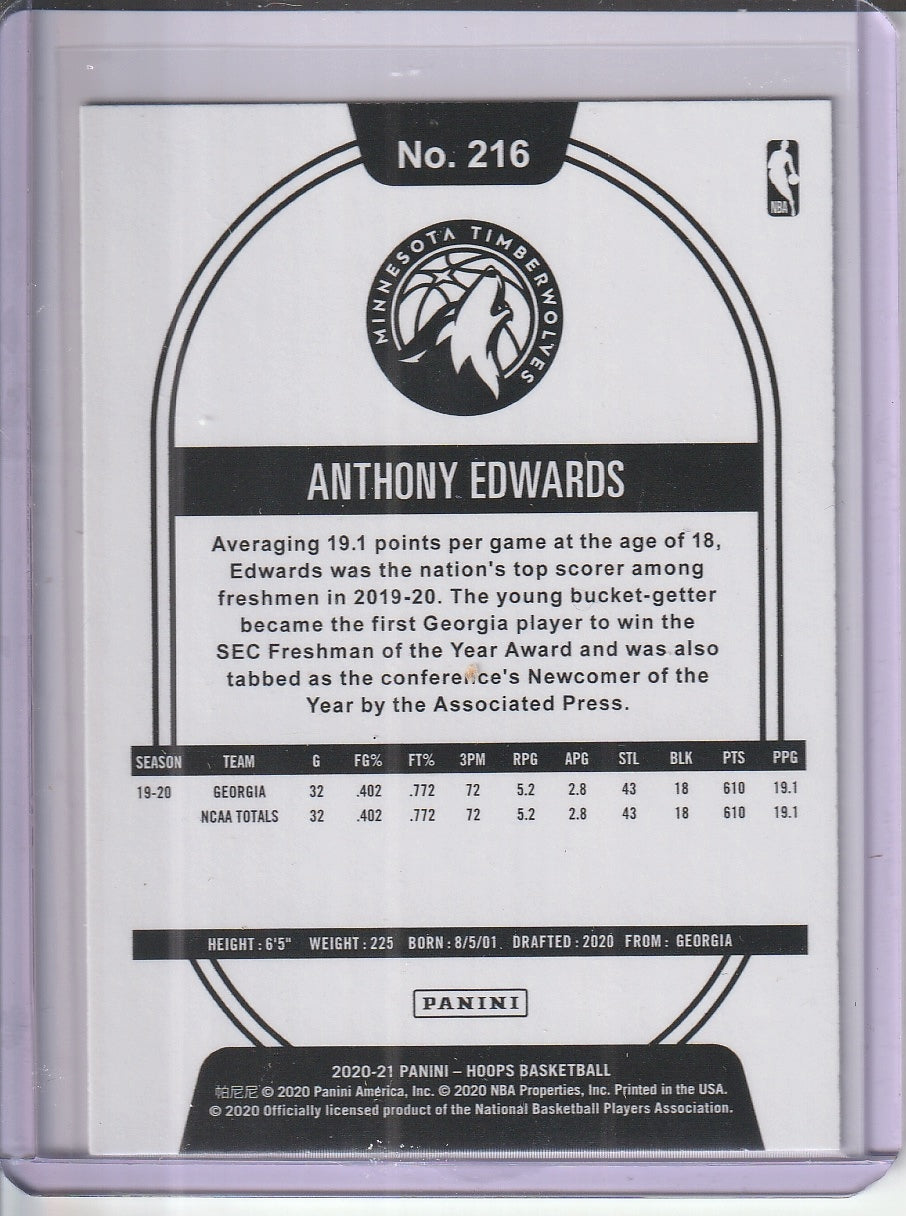 No. 216
NBA
MINNESOTA TIMBERWOLVES
ANTHONY EDWARDS
Averaging 19.1 points per game at the age of 18,
Edwards was the nation's top scorer among
freshmen in 2019-20. The young bucket-getter
became the first Georgia player to win the
SEC Freshman of the Year Award and was also
tabbed as the conference's Newcomer of the
Year by the Associated Press.
SEASON TEAM G FG% FT% 3PM RPG APG STL BLK PTS PPG
19-20 GEORGIA 32 .402 .772 72 5.2 2.8 43 18 610 19.1
NCAA TOTALS 32 .402 .772 72 5.2 2.8 43 18 610 19.1
HEIGHT: 6'5" WEIGHT: 225 BORN: 8/5/01 DRAFTED: 2020 FROM: GEORGIA
PANINI
2020-21 PANINI – HOOPS BASKETBALL
帕尼尼 © 2020 Panini America, Inc. © 2020 NBA Properties, Inc. Printed in the USA.
© 2020 Officially licensed product of the National Basketball Players Association.